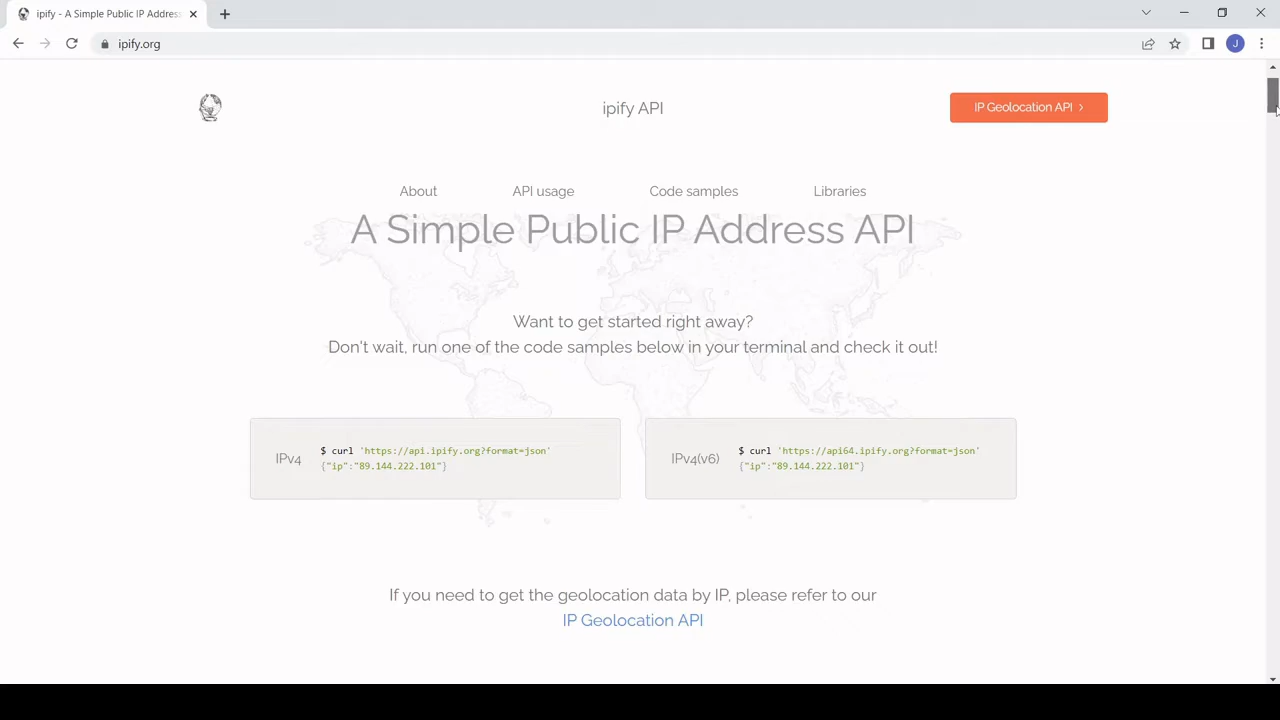 ipify - A Simple Public IP Address
J
ipify.org
ipify API
IP Geolocation API >
About API usage Code samples Libraries
A Simple Public IP Address API
Want to get started right away?
Don't wait, run one of the code samples below in your terminal and check it out!
IPv4
$ curl 'https://api.ipify.org?format=json'
{"ip":"89.144.222.101"}
IPv4(v6)
$ curl 'https://api64.ipify.org?format=json'
{"ip":"89.144.222.101"}
If you need to get the geolocation data by IP, please refer to our
IP Geolocation API